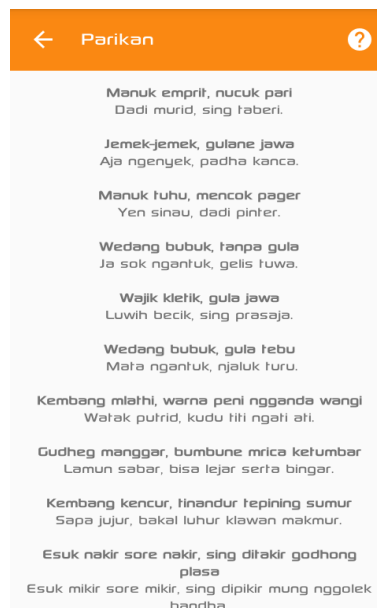 Parikan
?
Manuk emprit, nucuk pari
Dadi murid, sing taberi.
Jemek-jemek, gulane jawa
Aja ngenyek, padha kanca.
Manuk tuhu, mencok pager
Yen sinau, dadi pinter.
Wedang bubuk, tanpa gula
Ja sok ngantuk, gelis tuwa.
Wajik kletik, gula jawa
Luwih becik, sing prasaja.
Wedang bubuk, gula tebu
Mata ngantuk, njaluk turu.
Kembang mlathi, warna peni ngganda wangi
Watak putrid, kudu titi ngati ati.
Gudheg manggar, bumbune mrica ketumbar
Lamun sabar, bisa lejar serta bingar.
Kembang kencur, tinandur tepining sumur
Sapa jujur, bakal luhur klawan makmur.
Esuk nakir sore nakir, sing ditakir godhong
plasa
Esuk mikir sore mikir, sing dipikir mung nggolek
bandha